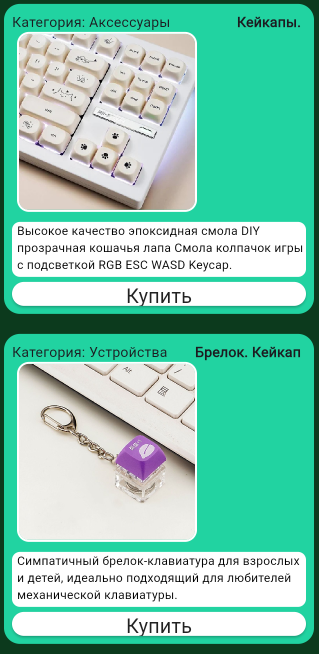 Категория: Аксессуары Кейкапы.
Высокое качество эпоксидная смола DIY
прозрачная кошачья лапа Смола колпачок игры
с подсветкой RGB ESC WASD Keycap.
Купить
Категория: Устройства Брелок. Кейкап
Alt
Симпатичный брелок-клавиатура для взрослых
и детей, идеально подходящий для любителей
механической клавиатуры.
Купить